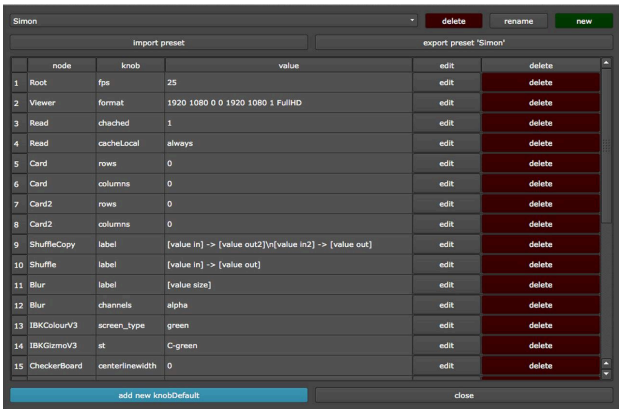 Simon delete rename new
import preset export preset 'Simon'
node knob value edit delete
1 Root fps 25 edit delete
2 Viewer format 1920 1080 0 0 1920 1080 1 FullHD edit delete
3 Read chached 1 edit delete
4 Read cacheLocal always edit delete
5 Card rows 0 edit delete
6 Card columns 0 edit delete
7 Card2 rows 0 edit delete
8 Card2 columns 0 edit delete
9 ShuffleCopy label [value in] -> [value out2]\n[value in2] -> [value out] edit delete
10 Shuffle label [value in] -> [value out] edit delete
11 Blur label [value size] edit delete
12 Blur channels alpha edit delete
13 IBKColourV3 screen_type green edit delete
14 IBKGizmoV3 st C-green edit delete
15 CheckerBoard centerlinewidth 0 edit delete
add new knobDefault close